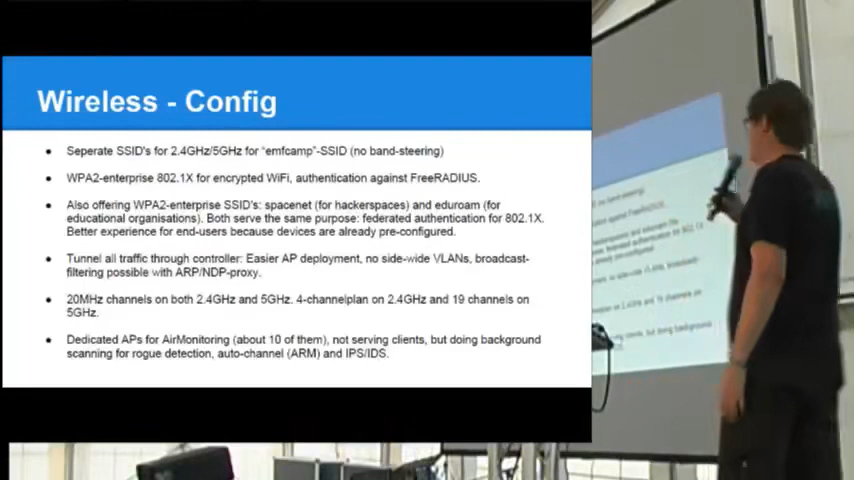 Wireless - Config
● Seperate SSID's for 2.4GHz/5GHz for "emfcamp"-SSID (no band-steering)
● WPA2-enterprise 802.1X for encrypted WiFi, authentication against FreeRADIUS.
● Also offering WPA2-enterprise SSID's: spacenet (for hackerspaces) and eduroam (for
educational organisations). Both serve the same purpose: federated authentication for 802.1X.
Better experience for end-users because devices are already pre-configured.
● Tunnel all traffic through controller: Easier AP deployment, no side-wide VLANs, broadcast-
filtering possible with ARP/NDP-proxy.
● 20MHz channels on both 2.4GHz and 5GHz. 4-channelplan on 2.4GHz and 19 channels on
5GHz.
● Dedicated APs for AirMonitoring (about 10 of them), not serving clients, but doing background
scanning for rogue detection, auto-channel (ARM) and IPS/IDS.